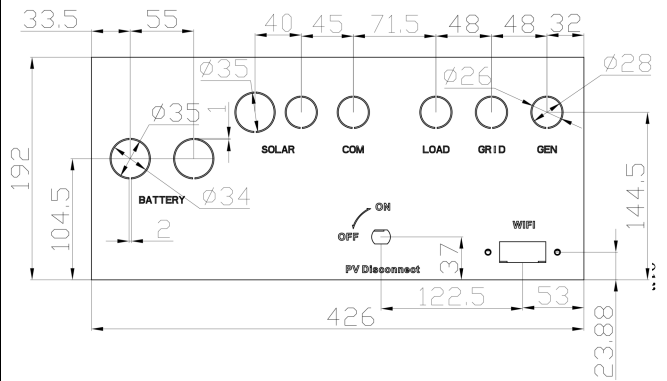 33.5 55 40 45 71.5 48 48 32
ø35 ø26 ø28
ø35 1
SOLAR COM LOAD GRID GEN
192 104.5 BATTERY ø34 144.5
2 ON
OFF WIFI
37
PV Disconnect
122.5 53
426 23.88